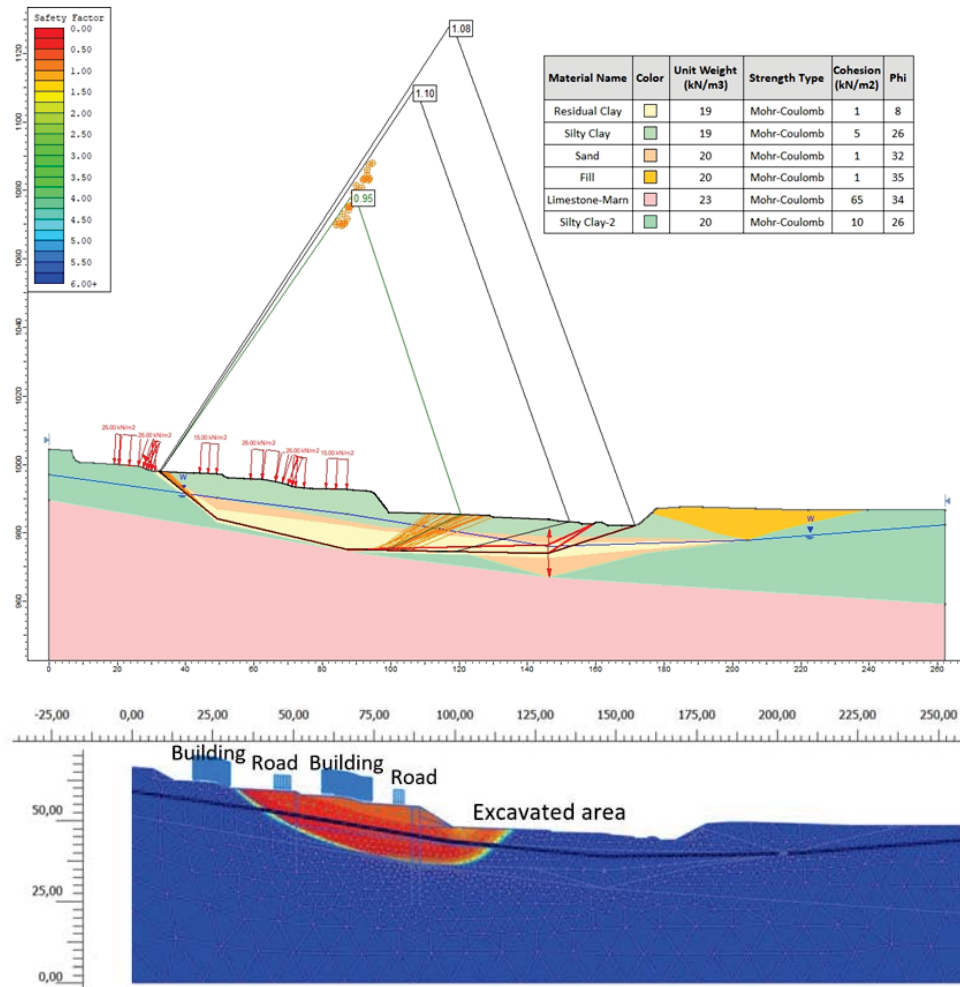 Safety Factor
0.00
0.50
1.00
1.50
2.00
2.50
3.00
3.50
4.00
4.50
5.00
5.50
6.00+
1120
1100
1080
1060
1040
1020
1000
980
960
1.08
1.10
0.95
Material Name Color Unit Weight (kN/m3) Strength Type Cohesion (kN/m2) Phi
Residual Clay 19 Mohr-Coulomb 1 8
Silty Clay 19 Mohr-Coulomb 5 26
Sand 20 Mohr-Coulomb 1 32
Fill 20 Mohr-Coulomb 1 35
Limestone-Marn 23 Mohr-Coulomb 65 34
Silty Clay-2 20 Mohr-Coulomb 10 26
25.00 kN/m2
15.00 kN/m2
25.00 kN/m2
15.00 kN/m2
W
W
0 20 40 60 80 100 120 140 160 180 200 220 240 260
-25,00 0,00 25,00 50,00 75,00 100,00 125,00 150,00 175,00 200,00 225,00 250,00
Building Road Building Road
Excavated area
50,00
25,00
0,00